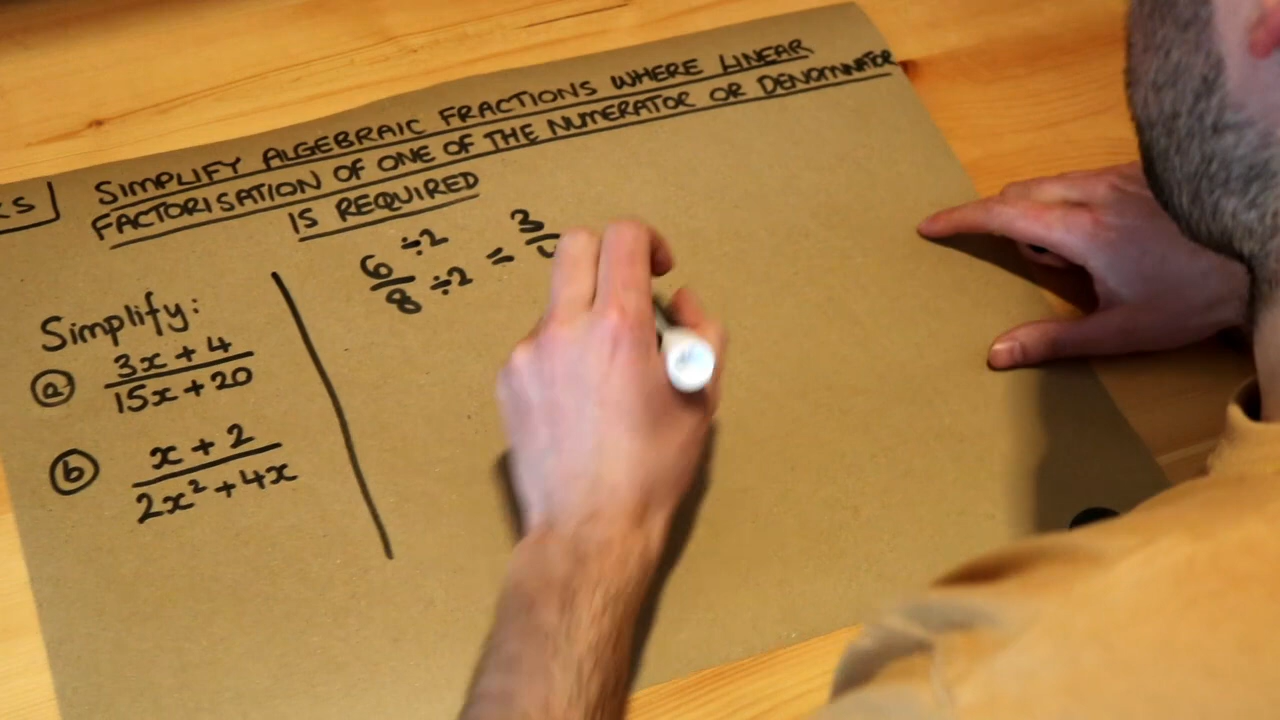 SIMPLIFY ALGEBRAIC FRACTIONS WHERE LINEAR
FACTORISATION OF ONE OF THE NUMERATOR OR DENOMINATOR
IS REQUIRED
Simplify:
ⓐ 3x + 4
15x + 20
ⓑ x + 2
2x² + 4x
6 ÷2 = 3
8 ÷2